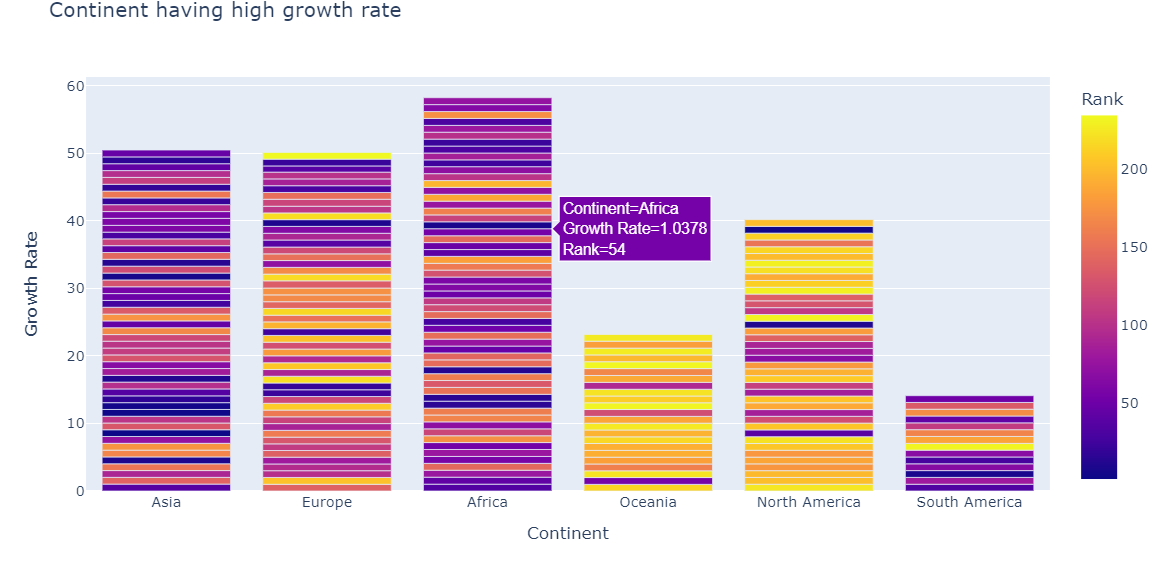 Continent having high growth rate
Rank
60
50
40
30
20
10
0
Growth Rate
Continent=Africa
Growth Rate=1.0378
Rank=54
200
150
100
50
Asia
Europe
Africa
Oceania
North America
South America
Continent